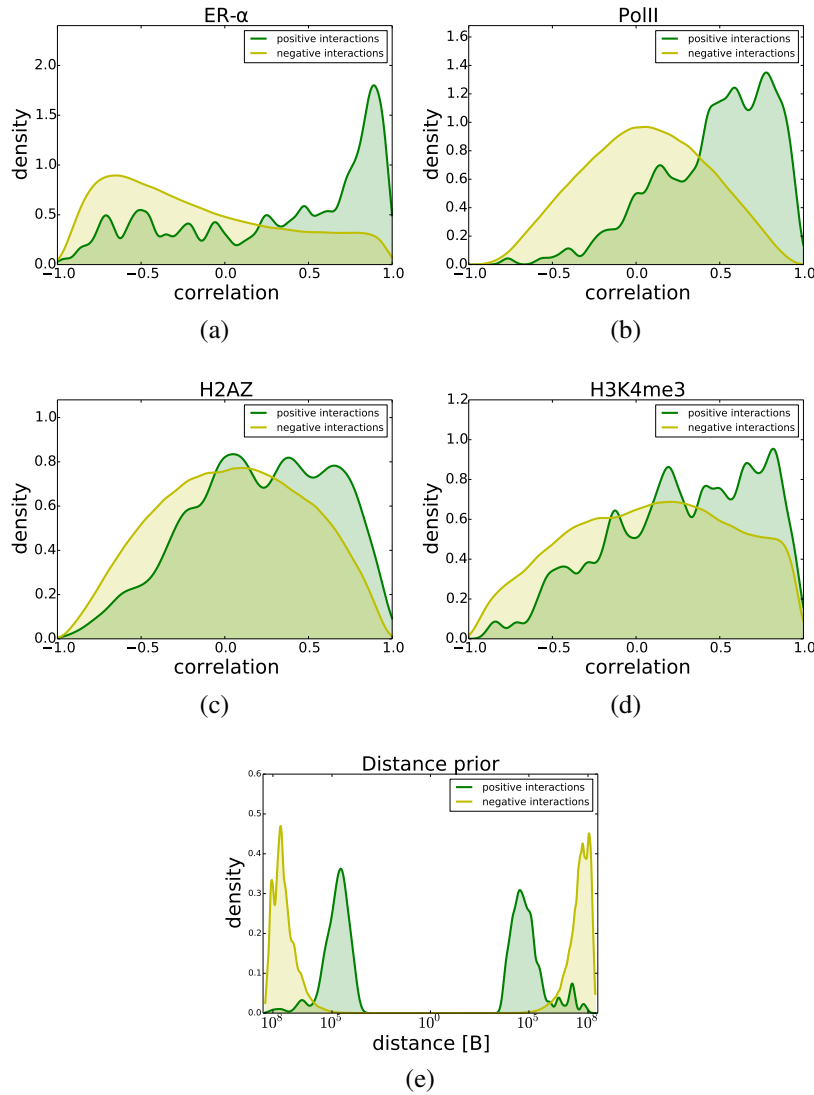 ER-α
positive interactions
negative interactions
2.0
1.5
1.0
0.5
0.0
density
−1.0 −0.5 0.0 0.5 1.0
correlation
(a)
PolII
positive interactions
negative interactions
1.6
1.4
1.2
1.0
0.8
0.6
0.4
0.2
0.0
density
−1.0 −0.5 0.0 0.5 1.0
correlation
(b)
H2AZ
positive interactions
negative interactions
1.0
0.8
0.6
0.4
0.2
0.0
density
−1.0 −0.5 0.0 0.5 1.0
correlation
(c)
H3K4me3
positive interactions
negative interactions
1.2
1.0
0.8
0.6
0.4
0.2
0.0
density
−1.0 −0.5 0.0 0.5 1.0
correlation
(d)
Distance prior
positive interactions
negative interactions
0.6
0.5
0.4
0.3
0.2
0.1
0.0
density
10⁸ 10⁵ 10⁰ 10⁵ 10⁸
distance [B]
(e)